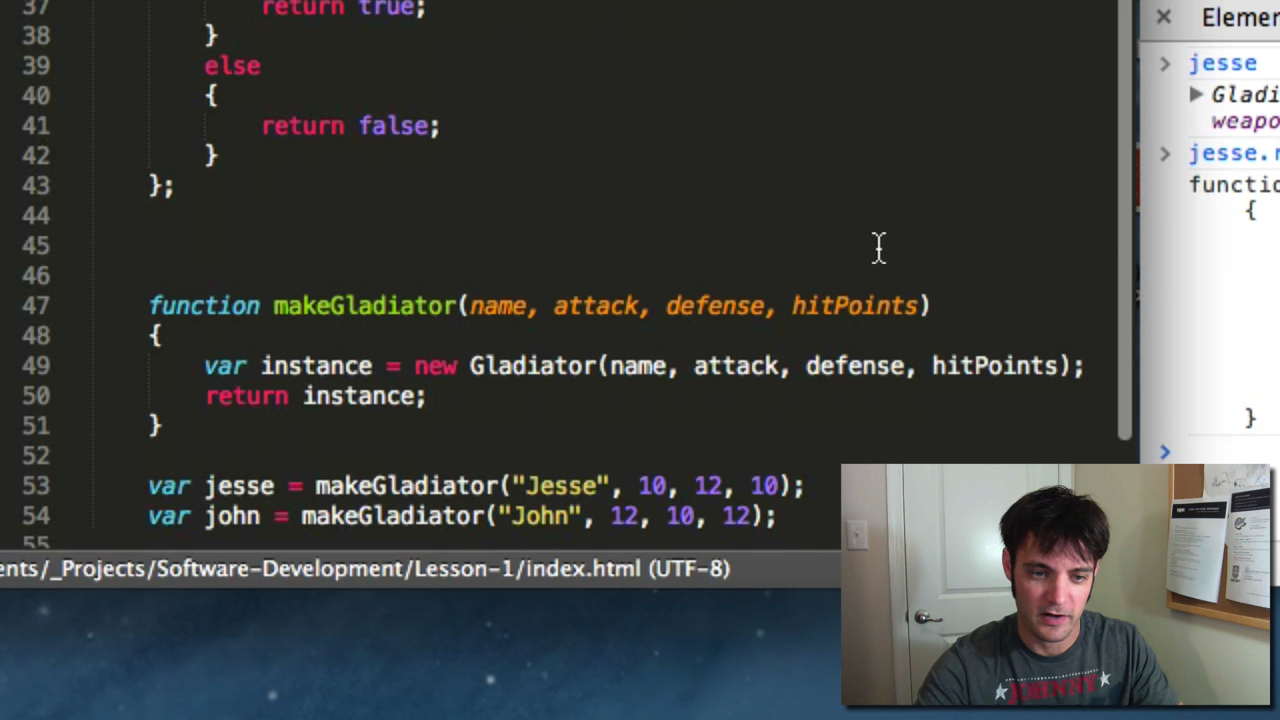 37 return true;
38 }
39 else
40 {
41 return false;
42 }
43 };
44
45
46
47 function makeGladiator(name, attack, defense, hitPoints)
48 {
49 var instance = new Gladiator(name, attack, defense, hitPoints);
50 return instance;
51 }
52
53 var jesse = makeGladiator("Jesse", 10, 12, 10);
54 var john = makeGladiator("John", 12, 10, 12);
55
ents/_Projects/Software-Development/Lesson-1/index.html (UTF-8)
× Elemen
> jesse
▶ Gladi
weapo
> jesse.r
functio
{
}
>
JOHNNY